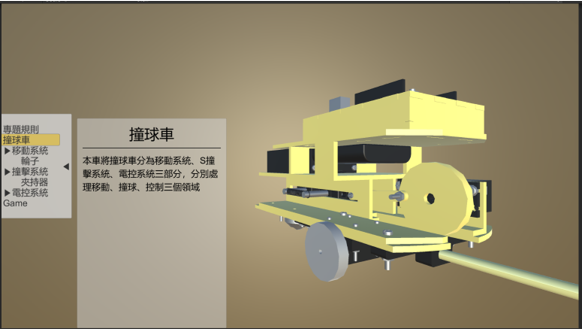 專題規則
撞球車
▶移動系統
輪子
▶撞擊系統
夾持器
▶電控系統
Game
撞球車
本車將撞球車分為移動系統、S撞
擊系統、電控系統三部分，分別處
理移動、撞球、控制三個領域